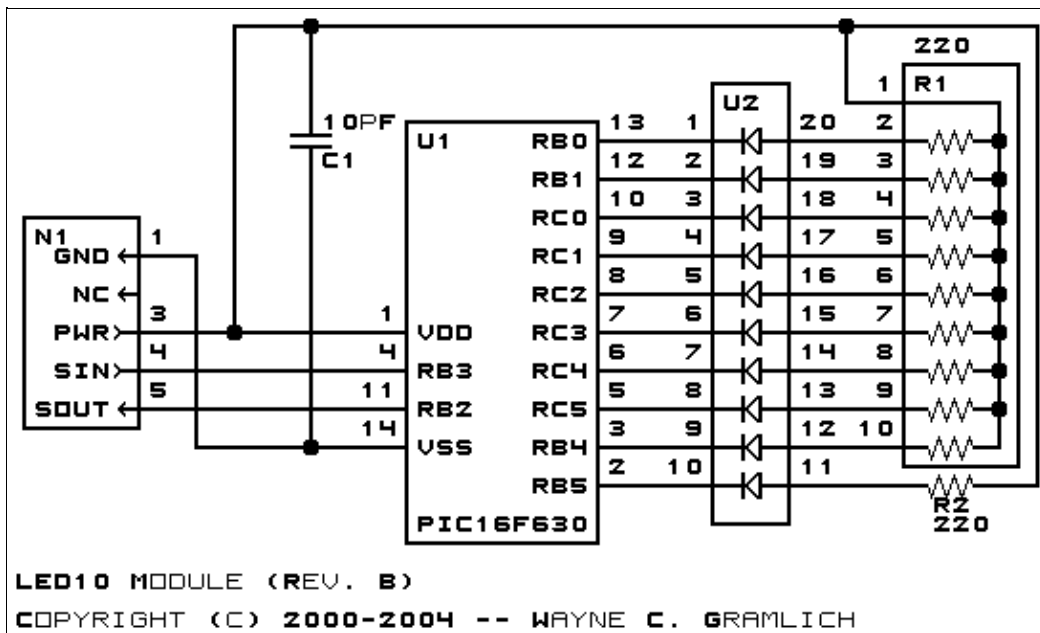 220
1 R1
U2
10PF
C1
U1
RB0 13 1 20 2
RB1 12 2 19 3
RC0 10 3 18 4
RC1 9 4 17 5
RC2 8 5 16 6
RC3 7 6 15 7
RC4 6 7 14 8
RC5 5 8 13 9
RB4 3 9 12 10
RB5 2 10 11
N1
GND 1
NC
PWR 3 1 VDD
SIN 4 4 RB3
SOUT 5 11 RB2
14 VSS
R2
220
PIC16F630
LED10 MODULE (REV. B)
COPYRIGHT (C) 2000-2004 -- WAYNE C. GRAMLICH